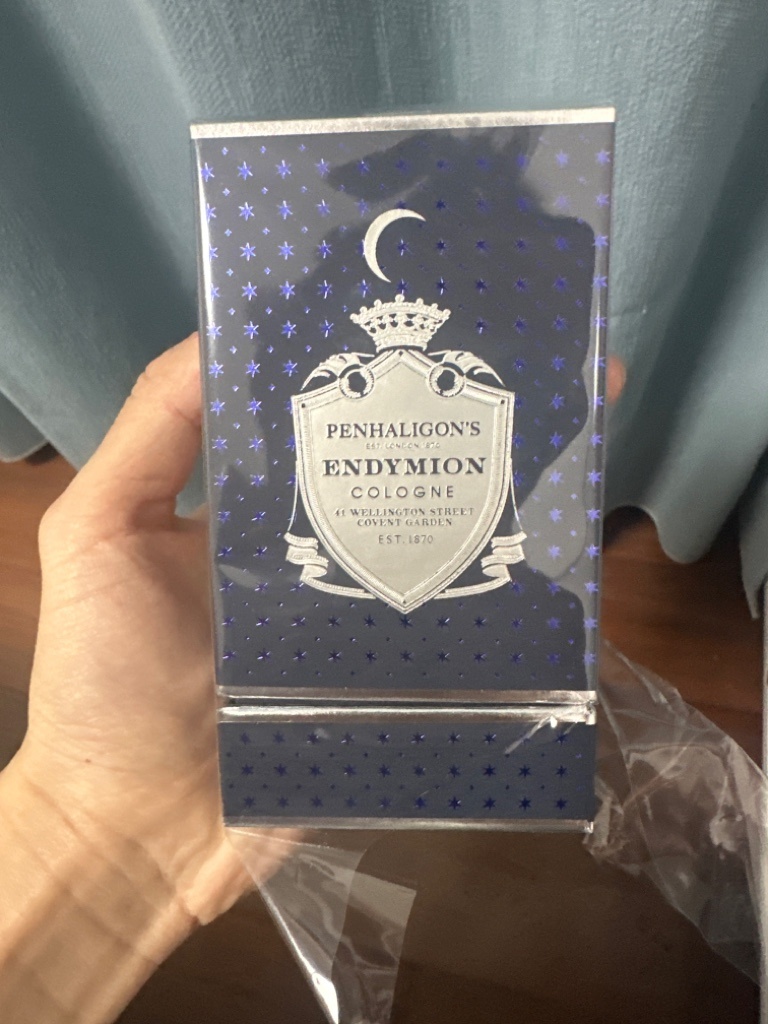 PENHALIGON'S
EST. LONDON 1870
ENDYMION
COLOGNE
41 WELLINGTON STREET
COVENT GARDEN
EST. 1870